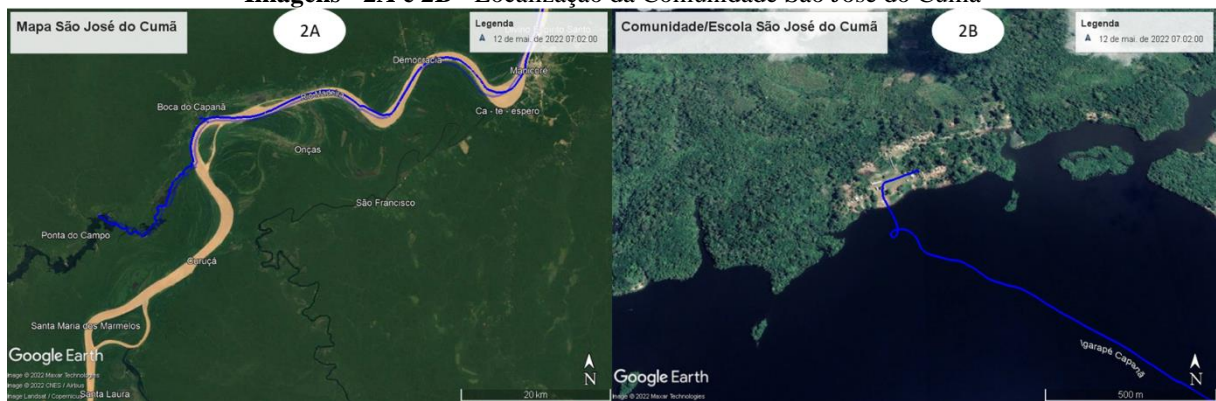 Imagens - 2A e 2B - Localização da Comunidade São José do Cumã
Mapa São José do Cumã
2A
Legenda
12 de mai. de 2022 07:02:00
Democracia
Manicoré
Rio Madeira
Boca do Capanã
Ca - te - espero
Onças
São Francisco
Ponta do Campo
Curuçá
Santa Maria dos Marmelos
Google Earth
Image © 2022 Maxar Technologies
Image © 2022 CNES / Airbus
Image Landsat / Copernicus
Santa Laura
20 km
N
Comunidade/Escola São José do Cumã
2B
Legenda
12 de mai. de 2022 07:02:00
Igarapé Capanã
Google Earth
Image © 2022 Maxar Technologies
500 m
N